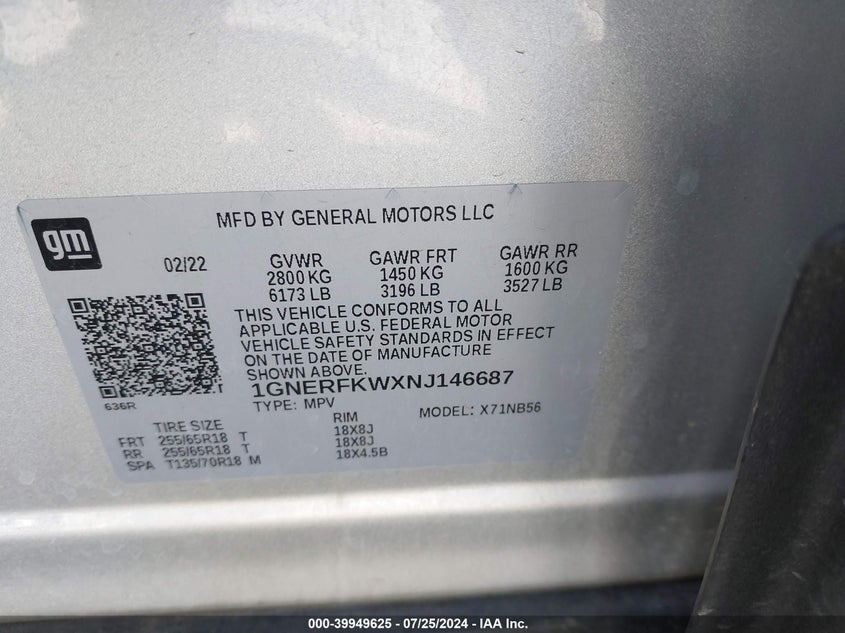 gm
MFD BY GENERAL MOTORS LLC
02/22
GVWR GAWR FRT GAWR RR
2800 KG 1450 KG 1600 KG
6173 LB 3196 LB 3527 LB
THIS VEHICLE CONFORMS TO ALL
APPLICABLE U.S. FEDERAL MOTOR
VEHICLE SAFETY STANDARDS IN EFFECT
ON THE DATE OF MANUFACTURE
SHOWN ABOVE.
1GNERFKWXNJ146687
636R
TYPE: MPV MODEL: X71NB56
TIRE SIZE RIM
FRT 255/65R18 T 18X8J
RR 255/65R18 T 18X8J
SPA T135/70R18 M 18X4.5B
000-39949625 / 07/25/2024 - IAA Inc.